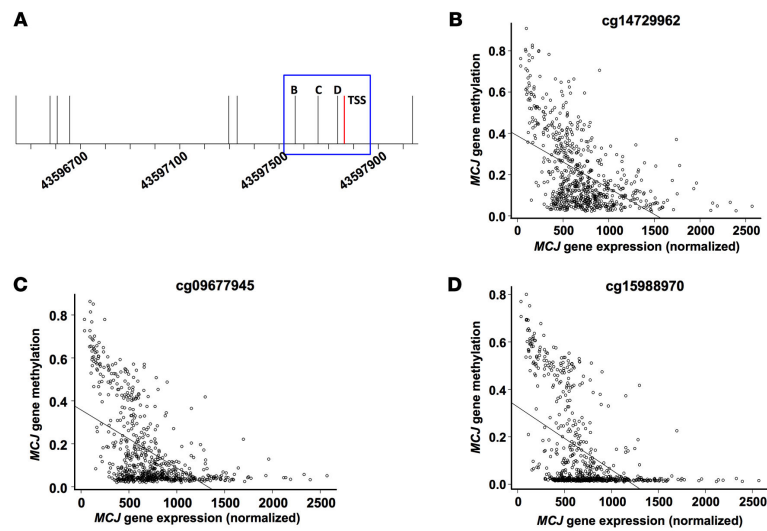 A
B C D TSS
43596700 43597100 43597500 43597900
B
cg14729962
MCJ gene methylation
0.8
0.6
0.4
0.2
0.0
0 500 1000 1500 2000 2500
MCJ gene expression (normalized)
C
cg09677945
MCJ gene methylation
0.8
0.6
0.4
0.2
0.0
0 500 1000 1500 2000 2500
MCJ gene expression (normalized)
D
cg15988970
MCJ gene methylation
0.8
0.6
0.4
0.2
0.0
0 500 1000 1500 2000 2500
MCJ gene expression (normalized)